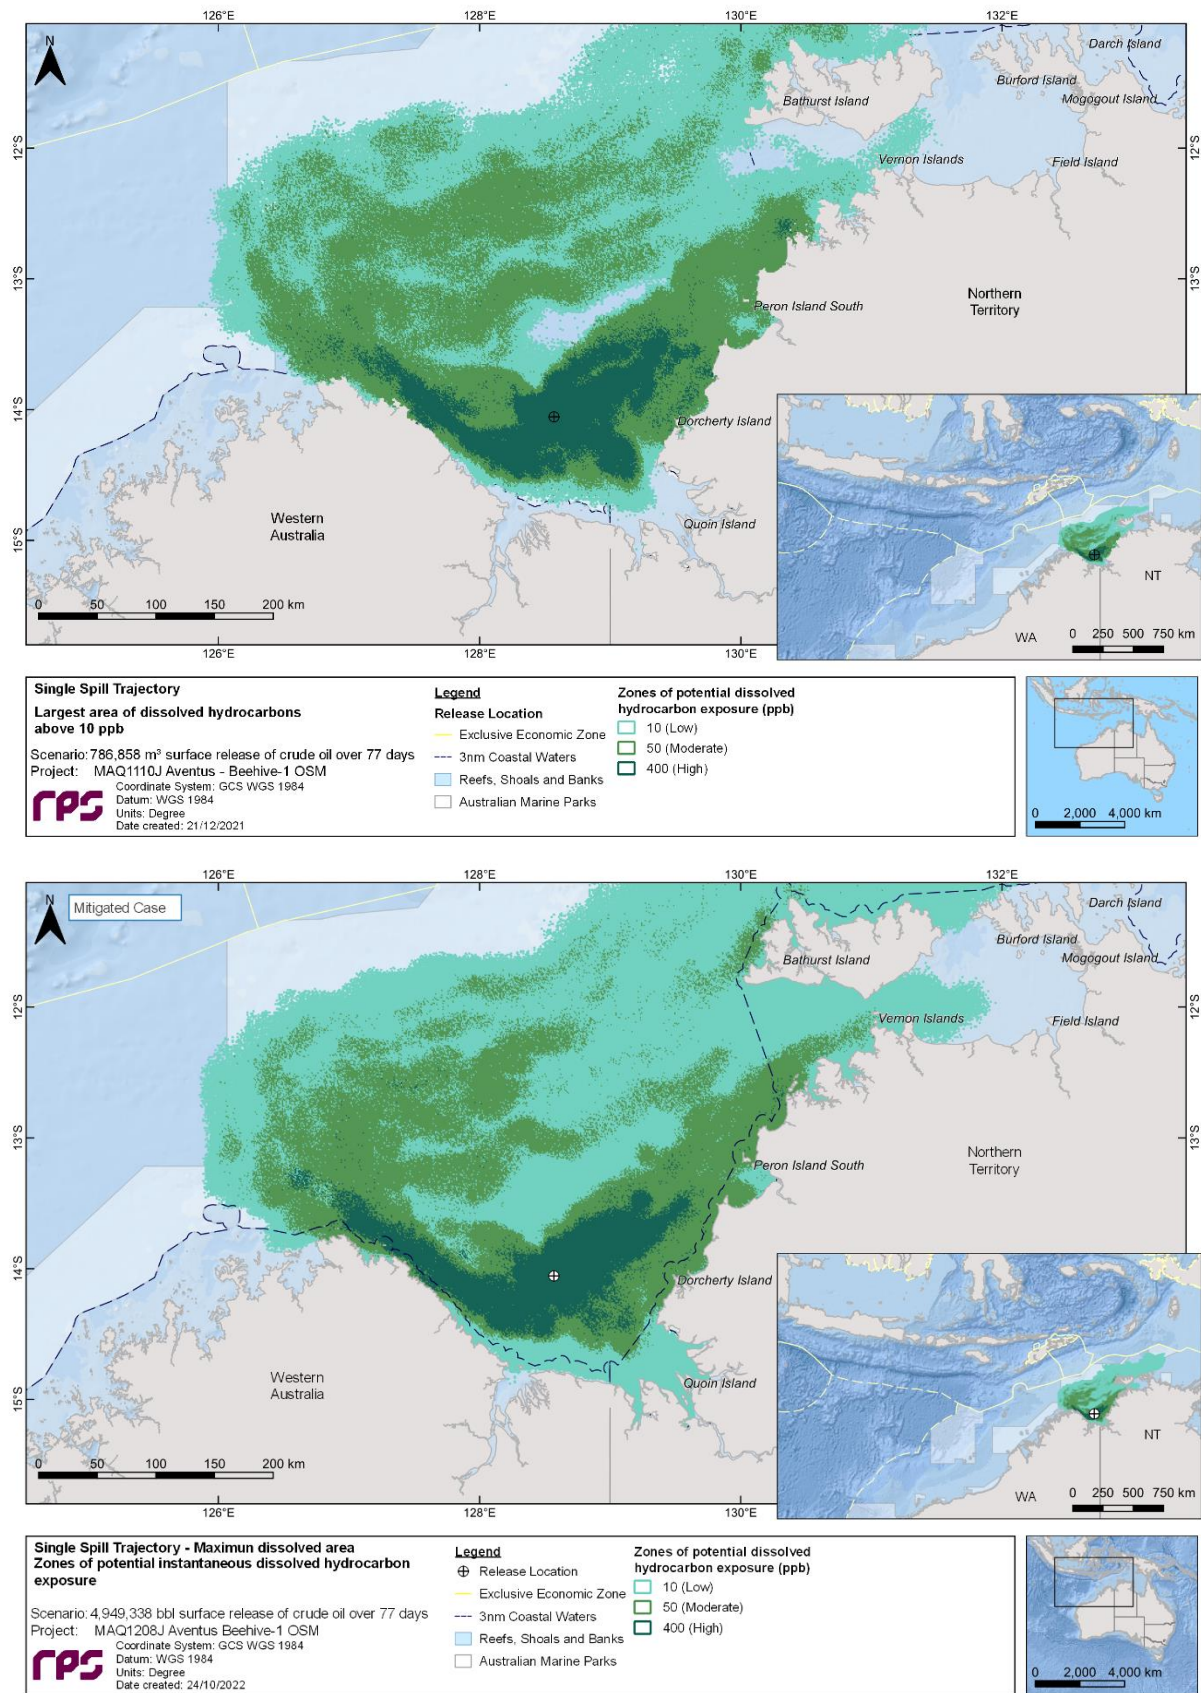 126°E
128°E
130°E
132°E
N
Darch Island
Burford Island
Bathurst Island
Mogogout Island
12°S
12°S
Vernon Islands
Field Island
13°S
13°S
Peron Island South
Northern
Territory
14°S
Dorcherty Island
Western
Australia
Quoin Island
15°S
NT
WA
0 50 100 150 200 km
0 250 500 750 km
126°E
128°E
130°E
Single Spill Trajectory
Largest area of dissolved hydrocarbons
above 10 ppb
Scenario: 786,858 m³ surface release of crude oil over 77 days
Project: MAQ1110J Aventus - Beehive-1 OSM
Coordinate System: GCS WGS 1984
Datum: WGS 1984
Units: Degree
Date created: 21/12/2021
rps
Legend
Release Location
Exclusive Economic Zone
3nm Coastal Waters
Reefs, Shoals and Banks
Australian Marine Parks
Zones of potential dissolved
hydrocarbon exposure (ppb)
10 (Low)
50 (Moderate)
400 (High)
0 2,000 4,000 km
126°E
128°E
130°E
132°E
N
Mitigated Case
Darch Island
Burford Island
Bathurst Island
Mogogout Island
12°S
12°S
Vernon Islands
Field Island
13°S
13°S
Peron Island South
Northern
Territory
14°S
Dorcherty Island
Western
Australia
Quoin Island
15°S
NT
WA
0 50 100 150 200 km
0 250 500 750 km
126°E
128°E
130°E
Single Spill Trajectory - Maximun dissolved area
Zones of potential instantaneous dissolved hydrocarbon
exposure
Scenario: 4,949,338 bbl surface release of crude oil over 77 days
Project: MAQ1208J Aventus Beehive-1 OSM
Coordinate System: GCS WGS 1984
Datum: WGS 1984
Units: Degree
Date created: 24/10/2022
rps
Legend
Release Location
Exclusive Economic Zone
3nm Coastal Waters
Reefs, Shoals and Banks
Australian Marine Parks
Zones of potential dissolved
hydrocarbon exposure (ppb)
10 (Low)
50 (Moderate)
400 (High)
0 2,000 4,000 km